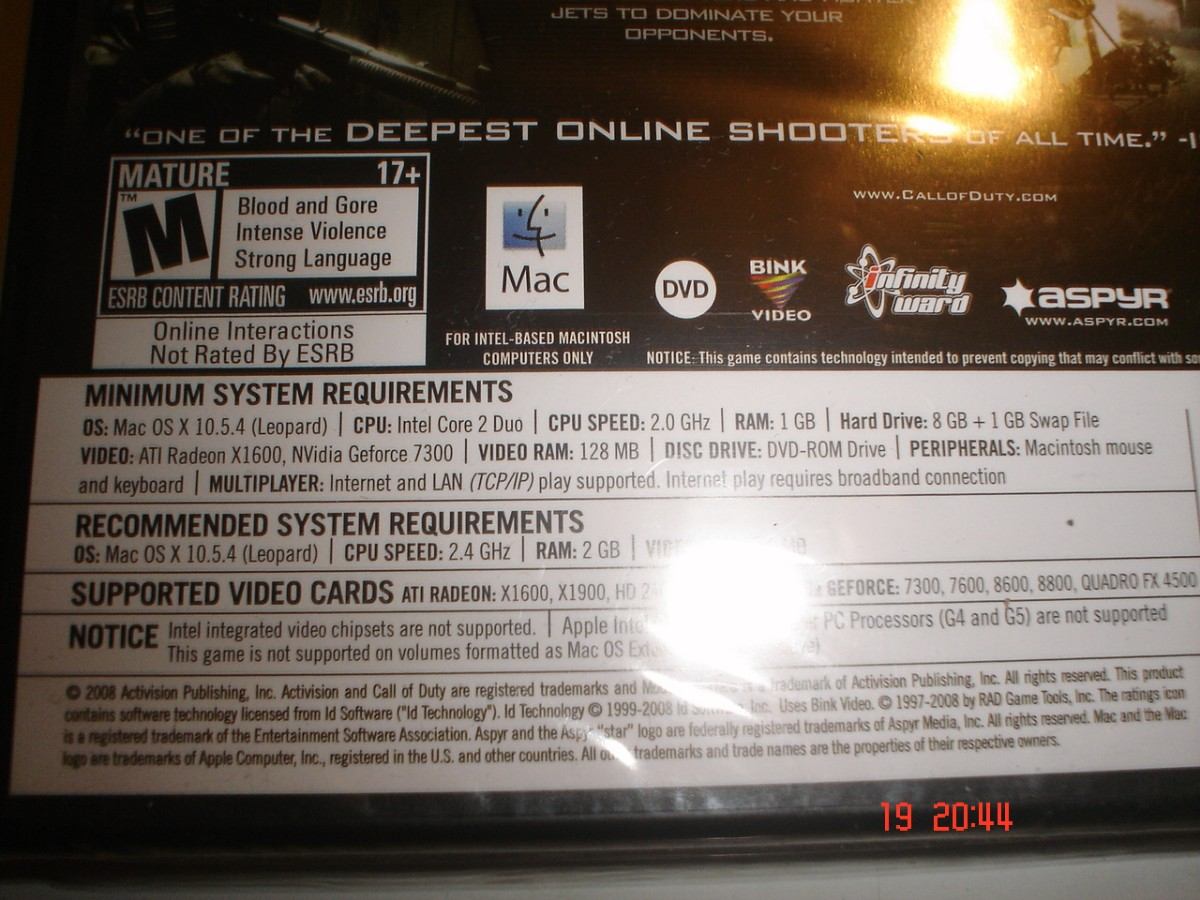 JETS TO DOMINATE YOUR
OPPONENTS.
"ONE OF THE DEEPEST ONLINE SHOOTERS OF ALL TIME."
MATURE 17+
TM
M
Blood and Gore
Intense Violence
Strong Language
ESRB CONTENT RATING www.esrb.org
Online Interactions
Not Rated By ESRB
Mac
FOR INTEL-BASED MACINTOSH
COMPUTERS ONLY
www.CallofDuty.com
DVD
BINK
VIDEO
infinity
ward
ASPYR
WWW.ASPYR.COM
NOTICE: This game contains technology intended to prevent copying that may conflict with
MINIMUM SYSTEM REQUIREMENTS
OS: Mac OS X 10.5.4 (Leopard) | CPU: Intel Core 2 Duo | CPU SPEED: 2.0 GHz | RAM: 1 GB | Hard Drive: 8 GB + 1 GB Swap File
VIDEO: ATI Radeon X1600, NVidia Geforce 7300 | VIDEO RAM: 128 MB | DISC DRIVE: DVD-ROM Drive | PERIPHERALS: Macintosh mouse
and keyboard | MULTIPLAYER: Internet and LAN (TCP/IP) play supported. Internet play requires broadband connection
RECOMMENDED SYSTEM REQUIREMENTS
OS: Mac OS X 10.5.4 (Leopard) | CPU SPEED: 2.4 GHz | RAM: 2 GB |
SUPPORTED VIDEO CARDS ATI RADEON: X1600, X1900, HD GEFORCE: 7300, 7600, 8600, 8800, QUADRO FX 4500
NOTICE Intel integrated video chipsets are not supported. | Apple PC Processors (G4 and G5) are not supported
This game is not supported on volumes formatted as Mac OS
© 2008 Activision Publishing, Inc. Activision and Call of Duty are registered trademarks and is a trademark of Activision Publishing, Inc. All rights reserved. This product
contains software technology licensed from Id Software ("Id Technology"). Id Technology © 1999-2008 Id Software, Inc. Uses Bink Video. © 1997-2008 by RAD Game Tools, Inc. The ratings icon
is a registered trademark of the Entertainment Software Association. Aspyr and the Aspyr "star" logo are federally registered trademarks of Aspyr Media, Inc. All rights reserved. Mac and the Mac
logo are trademarks of Apple Computer, Inc., registered in the U.S. and other countries. All other trademarks and trade names are the properties of their respective owners.
19 20:44